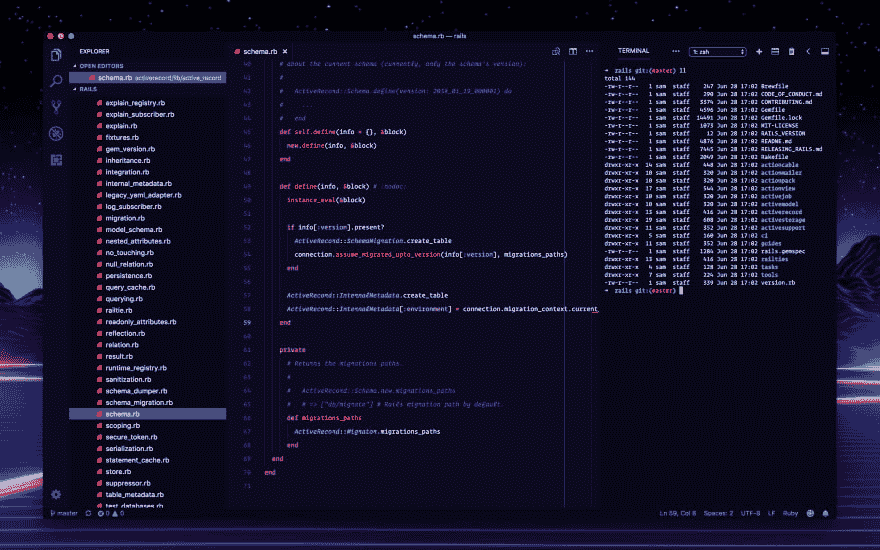 schema.rb — rails
EXPLORER
OPEN EDITORS
schema.rb activerecord/lib/active_record
RAILS
explain_registry.rb
explain_subscriber.rb
explain.rb
fixtures.rb
gem_version.rb
inheritance.rb
integration.rb
internal_metadata.rb
legacy_yaml_adapter.rb
log_subscriber.rb
migration.rb
model_schema.rb
nested_attributes.rb
no_touching.rb
null_relation.rb
persistence.rb
query_cache.rb
querying.rb
railtie.rb
readonly_attributes.rb
reflection.rb
relation.rb
result.rb
runtime_registry.rb
sanitization.rb
schema_dumper.rb
schema_migration.rb
schema.rb
scoping.rb
secure_token.rb
serialization.rb
statement_cache.rb
store.rb
suppressor.rb
table_metadata.rb
test_databases.rb
schema.rb ×
40 # about the current schema (currently, only the schema's version):
41 #
42 # ActiveRecord::Schema.define(version: 2038_01_19_000001) do
43 # ...
44 # end
45 def self.define(info = {}, &block)
46 new.define(info, &block)
47 end
48
49 def define(info, &block) # :nodoc:
50 instance_eval(&block)
51
52 if info[:version].present?
53 ActiveRecord::SchemaMigration.create_table
54 connection.assume_migrated_upto_version(info[:version], migrations_paths)
55 end
56
57 ActiveRecord::InternalMetadata.create_table
58 ActiveRecord::InternalMetadata[:environment] = connection.migration_context.current_
59 end
60
61 private
62 # Returns the migrations paths.
63 #
64 # ActiveRecord::Schema.new.migrations_paths
65 # # => ["db/migrate"] # Rails migration path by default.
66 def migrations_paths
67 ActiveRecord::Migrator.migrations_paths
68 end
69 end
70 end
71
TERMINAL ••• 1: zsh
➜ rails git:(master) ll
total 144
-rw-r--r-- 1 sam staff 247 Jun 28 17:02 Brewfile
-rw-r--r-- 1 sam staff 290 Jun 28 17:02 CODE_OF_CONDUCT.md
-rw-r--r-- 1 sam staff 3374 Jun 28 17:02 CONTRIBUTING.md
-rw-r--r-- 1 sam staff 4596 Jun 28 17:02 Gemfile
-rw-r--r-- 1 sam staff 14491 Jun 28 17:02 Gemfile.lock
-rw-r--r-- 1 sam staff 1073 Jun 28 17:02 MIT-LICENSE
-rw-r--r-- 1 sam staff 12 Jun 28 17:02 RAILS_VERSION
-rw-r--r-- 1 sam staff 4876 Jun 28 17:02 README.md
-rw-r--r-- 1 sam staff 7445 Jun 28 17:02 RELEASING_RAILS.md
-rw-r--r-- 1 sam staff 2049 Jun 28 17:02 Rakefile
drwxr-xr-x 14 sam staff 448 Jun 28 17:02 actioncable
drwxr-xr-x 10 sam staff 320 Jun 28 17:02 actionmailer
drwxr-xr-x 10 sam staff 320 Jun 28 17:02 actionpack
drwxr-xr-x 17 sam staff 544 Jun 28 17:02 actionview
drwxr-xr-x 10 sam staff 320 Jun 28 17:02 activejob
drwxr-xr-x 10 sam staff 320 Jun 28 17:02 activemodel
drwxr-xr-x 13 sam staff 416 Jun 28 17:02 activerecord
drwxr-xr-x 19 sam staff 608 Jun 28 17:02 activestorage
drwxr-xr-x 11 sam staff 352 Jun 28 17:02 activesupport
drwxr-xr-x 5 sam staff 160 Jun 28 17:02 ci
drwxr-xr-x 11 sam staff 352 Jun 28 17:02 guides
-rw-r--r-- 1 sam staff 1284 Jun 28 17:02 rails.gemspec
drwxr-xr-x 13 sam staff 416 Jun 28 17:02 railties
drwxr-xr-x 4 sam staff 128 Jun 28 17:02 tasks
drwxr-xr-x 7 sam staff 224 Jun 28 17:02 tools
-rw-r--r-- 1 sam staff 339 Jun 28 17:02 version.rb
➜ rails git:(master)
master 0 0 Ln 59, Col 8 Spaces: 2 UTF-8 LF Ruby